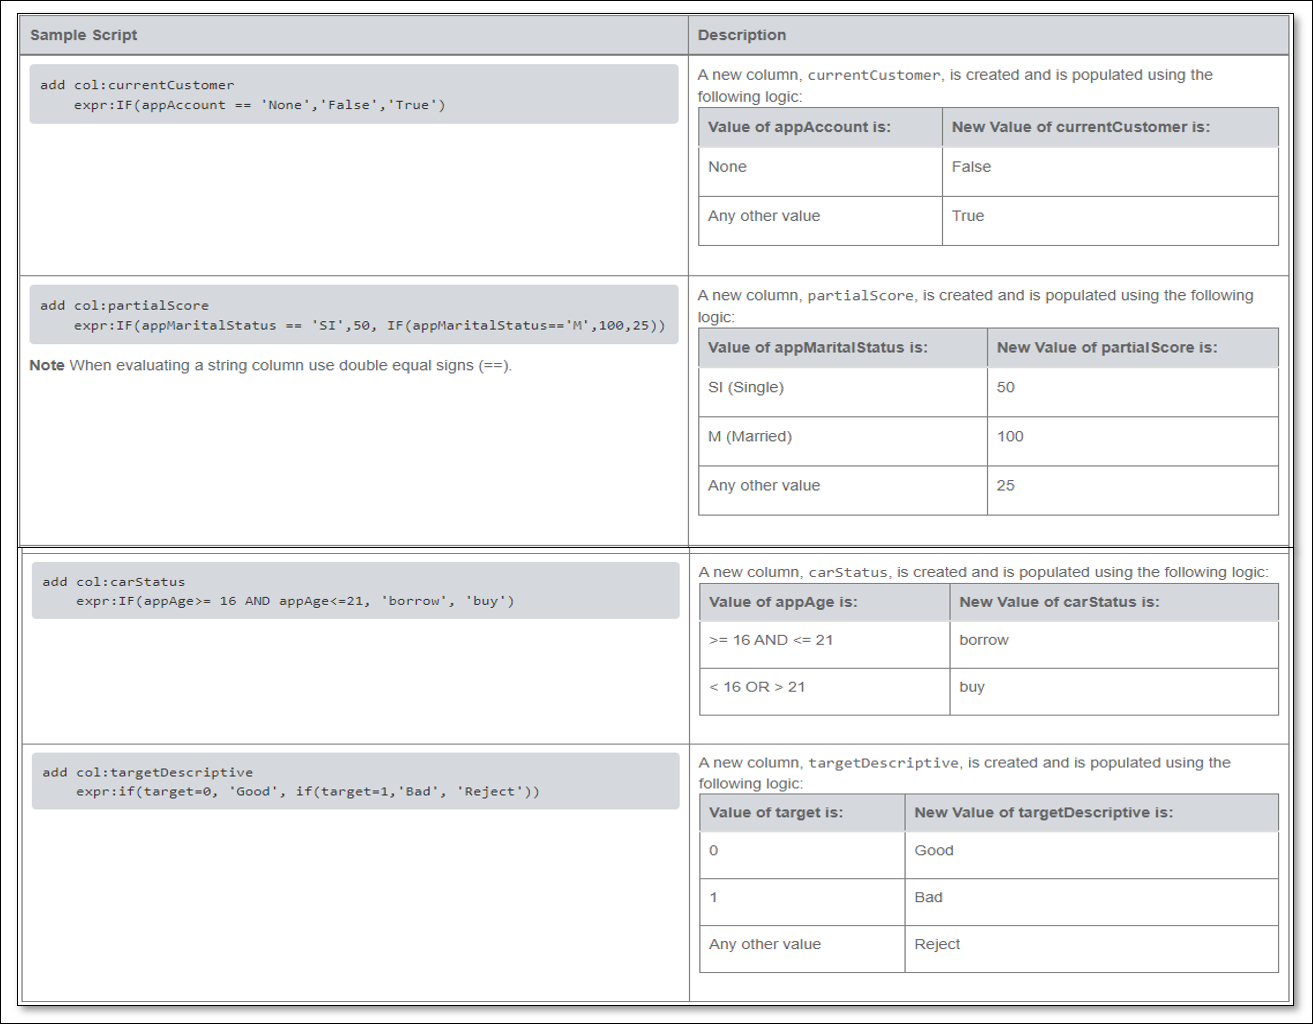 Sample Script
Description
add col:currentCustomer
expr:IF(appAccount == 'None','False','True')
A new column, currentCustomer, is created and is populated using the
following logic:
Value of appAccount is:
New Value of currentCustomer is:
None
False
Any other value
True
add col:partialScore
expr:IF(appMaritalStatus == 'SI',50, IF(appMaritalStatus=='M',100,25))
Note When evaluating a string column use double equal signs (==).
A new column, partialScore, is created and is populated using the following
logic:
Value of appMaritalStatus is:
New Value of partialScore is:
SI (Single)
50
M (Married)
100
Any other value
25
add col:carStatus
expr:IF(appAge>= 16 AND appAge<=21, 'borrow', 'buy')
A new column, carStatus, is created and is populated using the following logic:
Value of appAge is:
New Value of carStatus is:
>= 16 AND <= 21
borrow
< 16 OR > 21
buy
add col:targetDescriptive
expr:if(target=0, 'Good', if(target=1,'Bad', 'Reject'))
A new column, targetDescriptive, is created and is populated using the
following logic:
Value of target is:
New Value of targetDescriptive is:
0
Good
1
Bad
Any other value
Reject